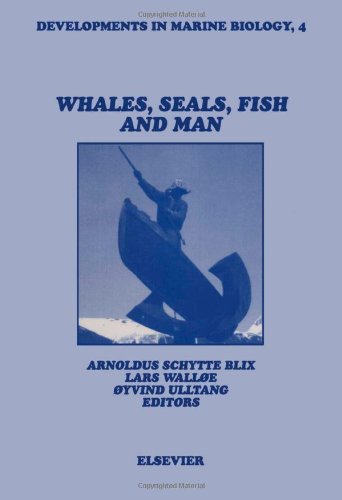 DEVELOPMENTS IN MARINE BIOLOGY, 4
WHALES, SEALS, FISH
AND MAN
ARNOLDUS SCHYTTE BLIX
LARS WALLØE
ØYVIND ULLTANG
EDITORS
ELSEVIER